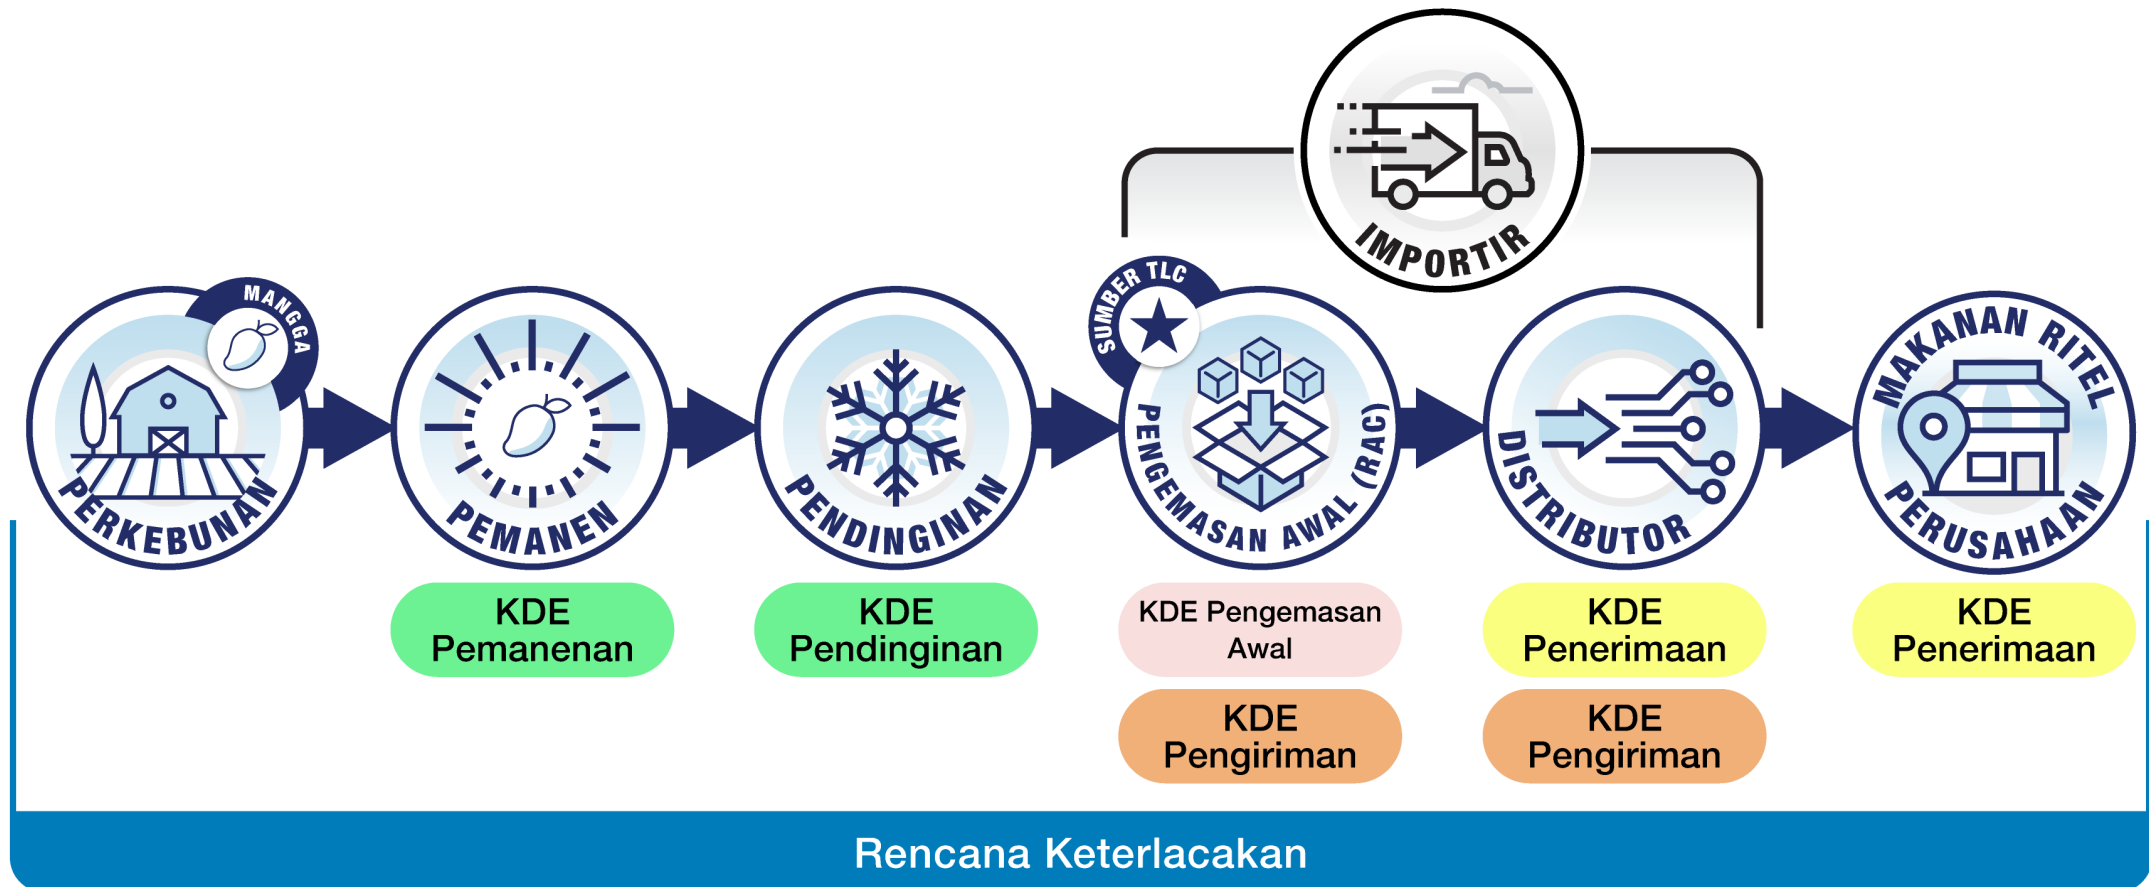 IMPORTIR
MANGGA
PERKEBUNAN
PEMANEN
PENDINGINAN
SUMBER TLC
PENGEMASAN AWAL (RAC)
DISTRIBUTOR
MAKANAN RITEL
PERUSAHAAN
KDE
Pemanenan
KDE
Pendinginan
KDE Pengemasan
Awal
KDE
Pengiriman
KDE
Penerimaan
KDE
Pengiriman
KDE
Penerimaan
Rencana Keterlacakan